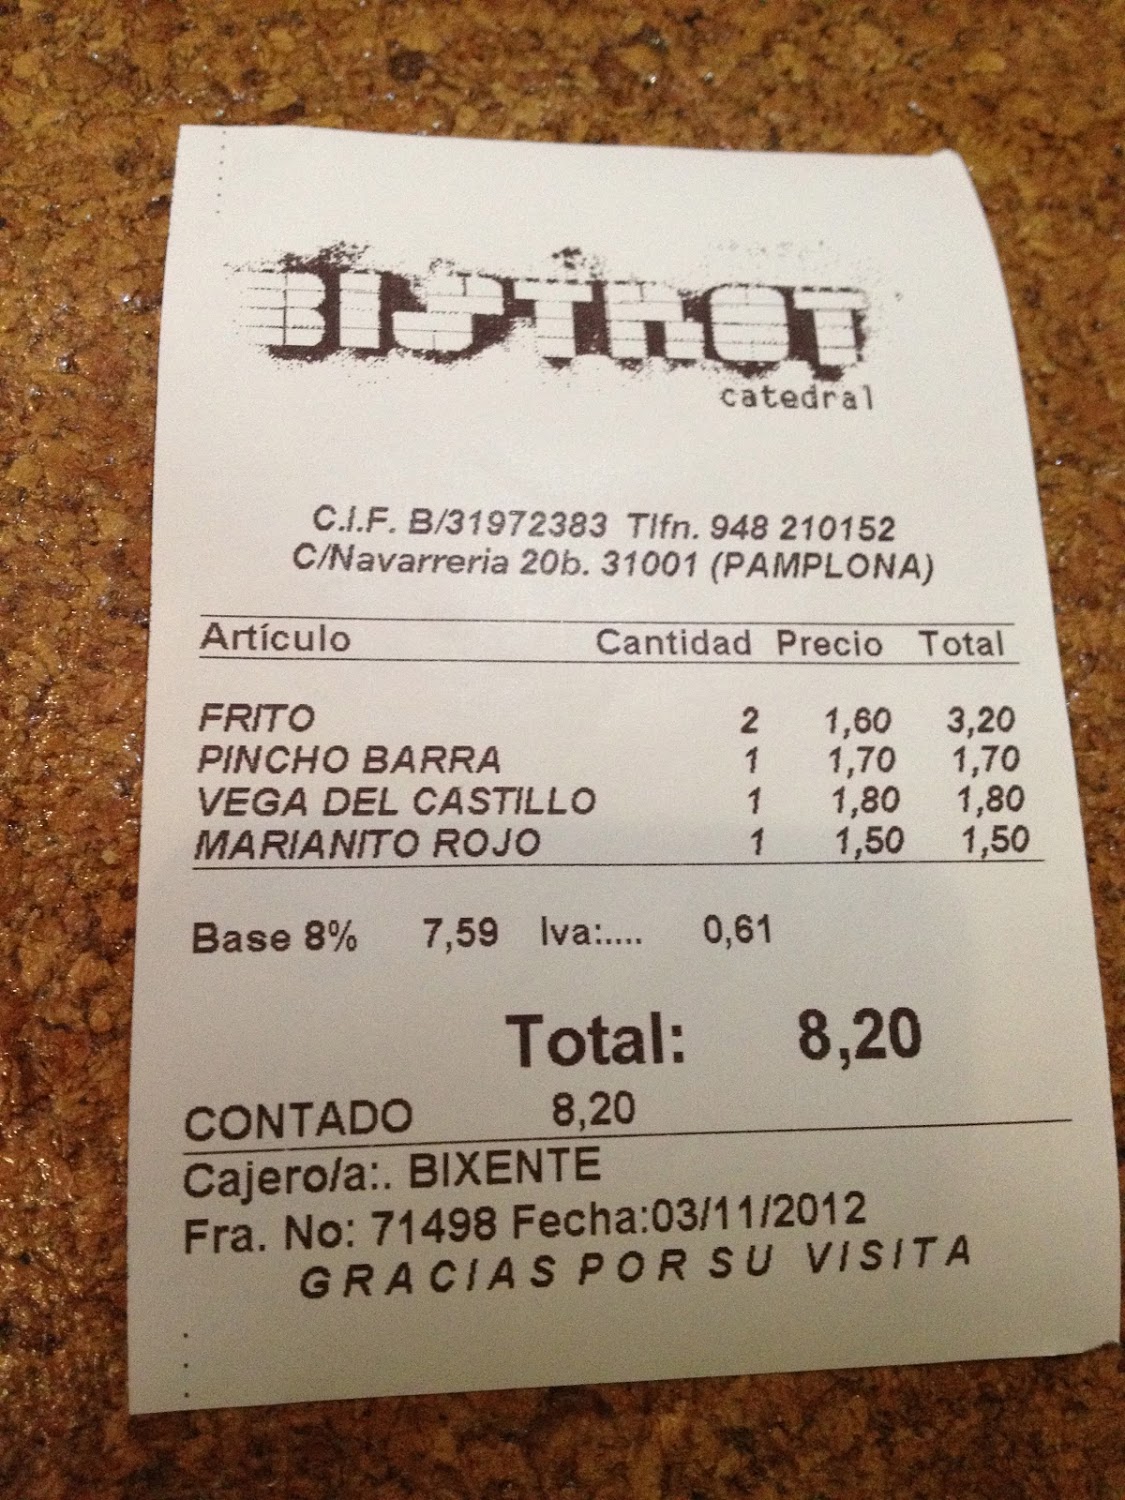 BISTROT
catedral
C.I.F. B/31972383 Tlfn. 948 210152
C/Navarreria 20b. 31001 (PAMPLONA)
Artículo Cantidad Precio Total
FRITO 2 1,60 3,20
PINCHO BARRA 1 1,70 1,70
VEGA DEL CASTILLO 1 1,80 1,80
MARIANITO ROJO 1 1,50 1,50
Base 8% 7,59 Iva:.... 0,61
Total: 8,20
CONTADO 8,20
Cajero/a:. BIXENTE
Fra. No: 71498 Fecha:03/11/2012
GRACIAS POR SU VISITA